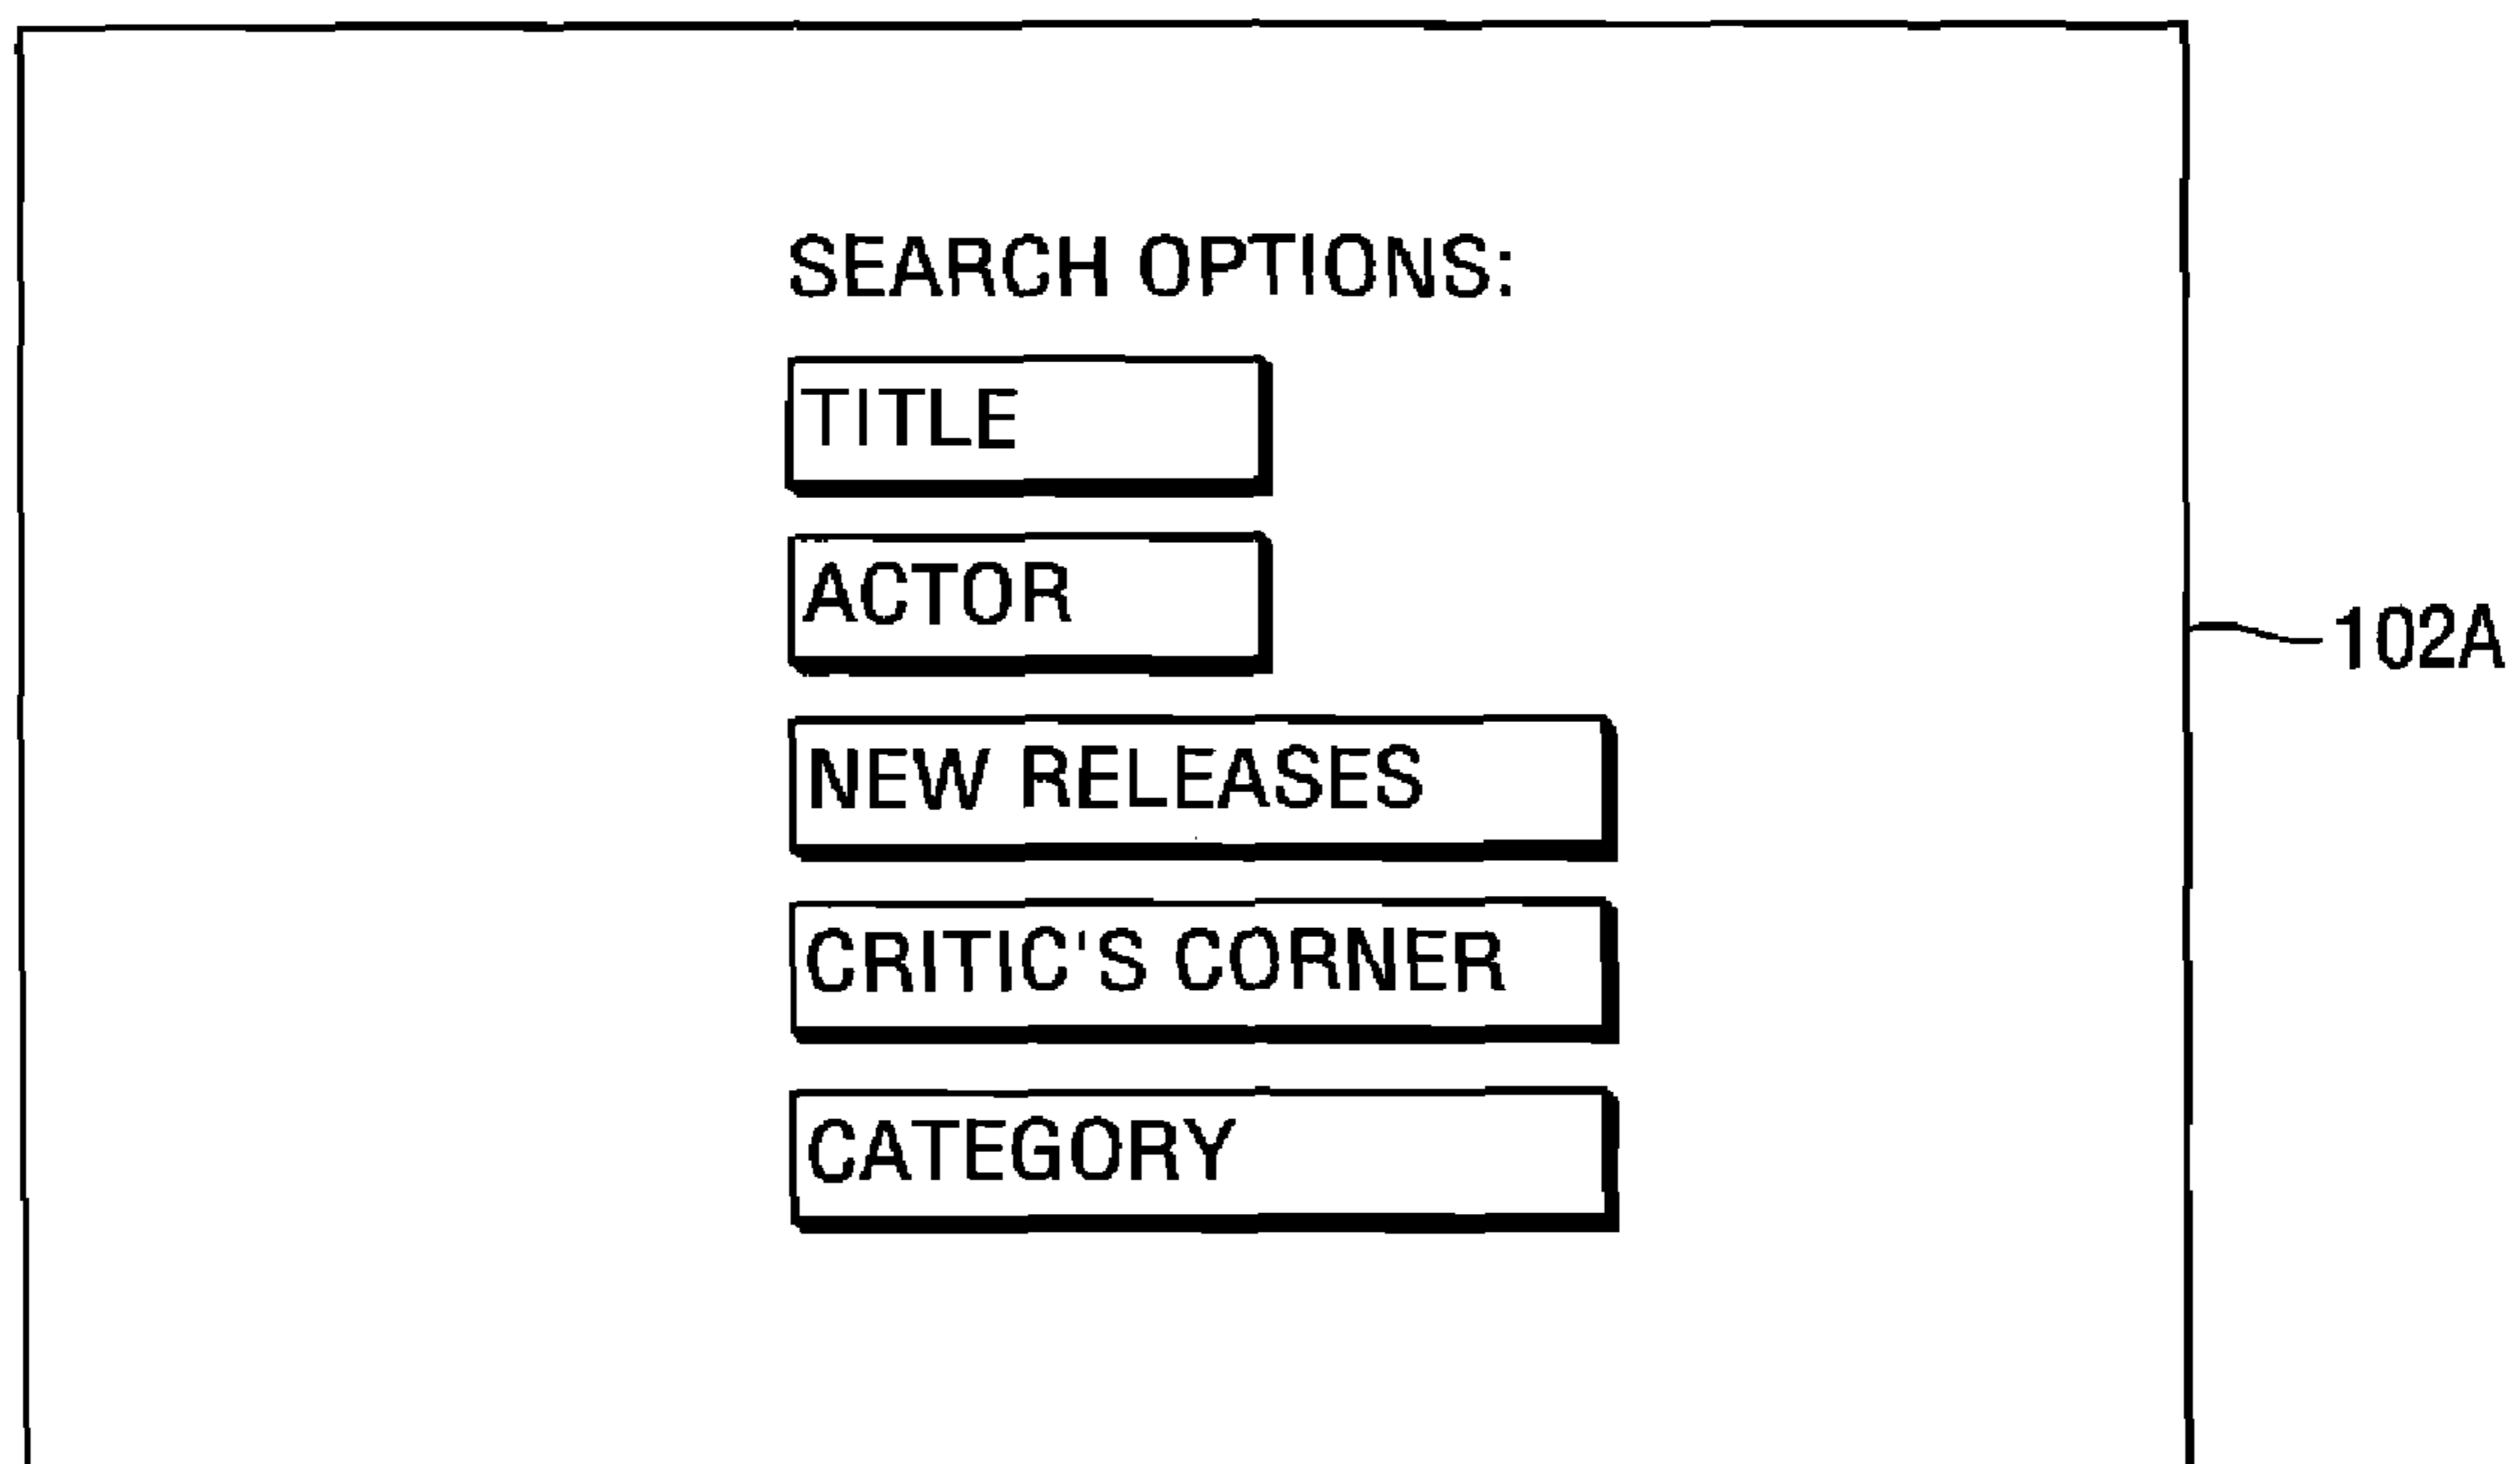 SEARCH OPTIONS:
TITLE
ACTOR
102A
NEW RELEASES
CRITIC'S CORNER
CATEGORY